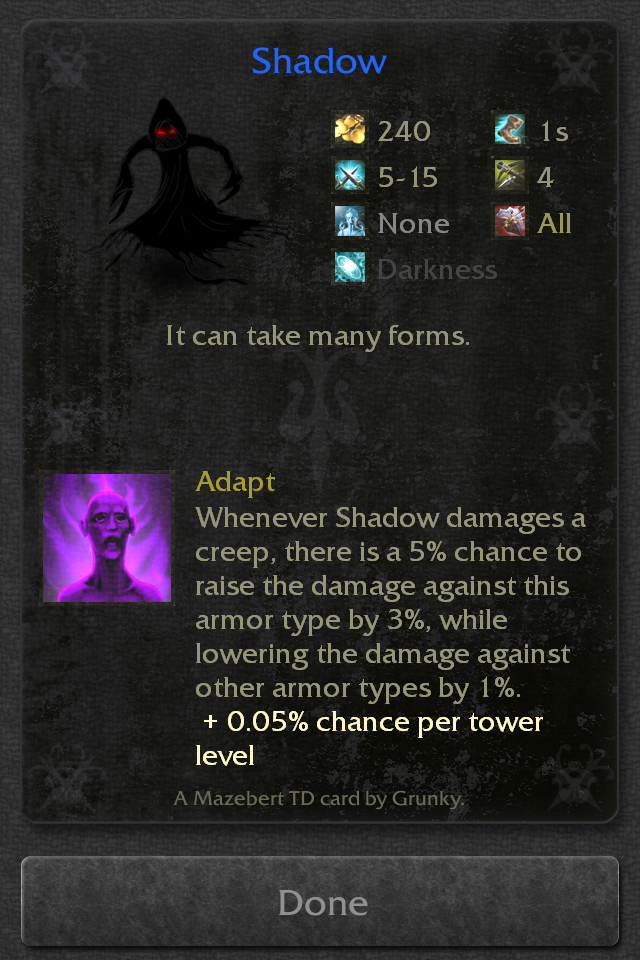 Shadow
240 1s
5-15 4
None All
Darkness
It can take many forms.
Adapt
Whenever Shadow damages a
creep, there is a 5% chance to
raise the damage against this
armor type by 3%, while
lowering the damage against
other armor types by 1%.
+ 0.05% chance per tower
level
A Mazebert TD card by Grunky.
Done